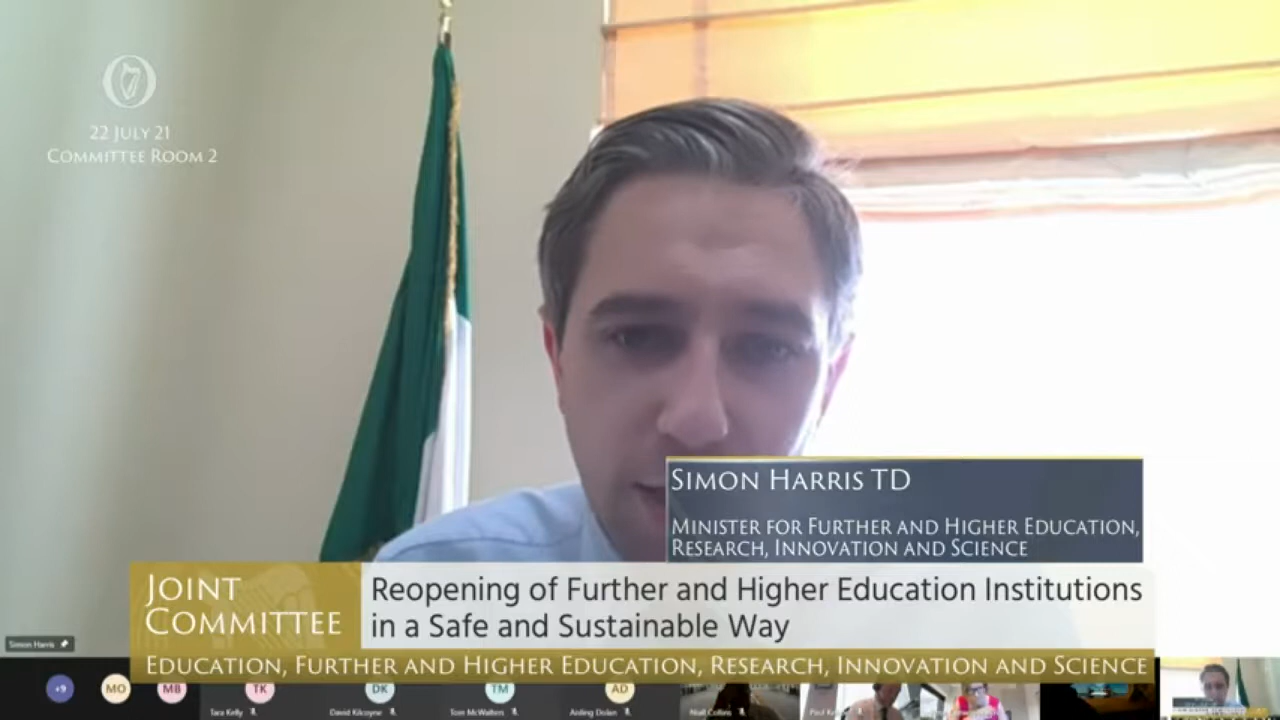 22 JULY 21
COMMITTEE ROOM 2
SIMON HARRIS TD
MINISTER FOR FURTHER AND HIGHER EDUCATION,
RESEARCH, INNOVATION AND SCIENCE
JOINT
COMMITTEE
Reopening of Further and Higher Education Institutions
in a Safe and Sustainable Way
Simon Harris
EDUCATION, FURTHER AND HIGHER EDUCATION, RESEARCH, INNOVATION AND SCIENCE
+9 MO MB TK DK TM AD
Tara Kelly David Kilcoyne Tom McWalters Aisling Dolan Niall Collins Paul